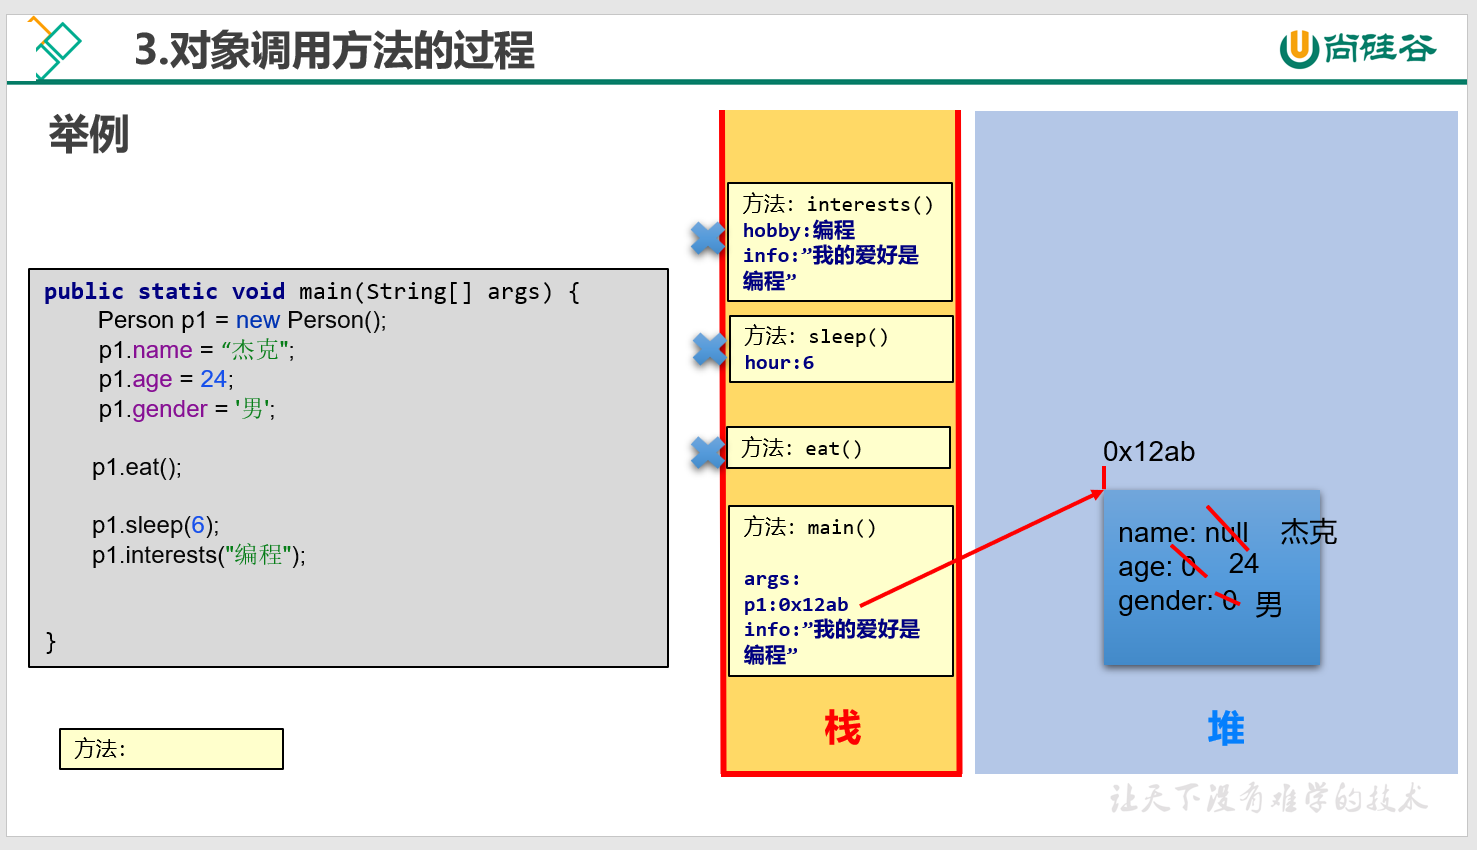 3.对象调用方法的过程
尚硅谷
举例
public static void main(String[] args) {
Person p1 = new Person();
p1.name = “杰克";
p1.age = 24;
p1.gender = '男';
p1.eat();
p1.sleep(6);
p1.interests("编程");
}
方法：
方法：interests()
hobby:编程
info:”我的爱好是
编程”
方法：sleep()
hour:6
方法：eat()
方法：main()
args:
p1:0x12ab
info:”我的爱好是
编程”
栈
0x12ab
name: null 杰克
age: 0 24
gender: 0 男
堆
让天下没有难学的技术